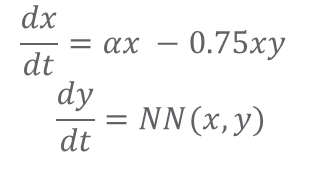 dx/dt = αx − 0.75xy
dy/dt = NN(x, y)